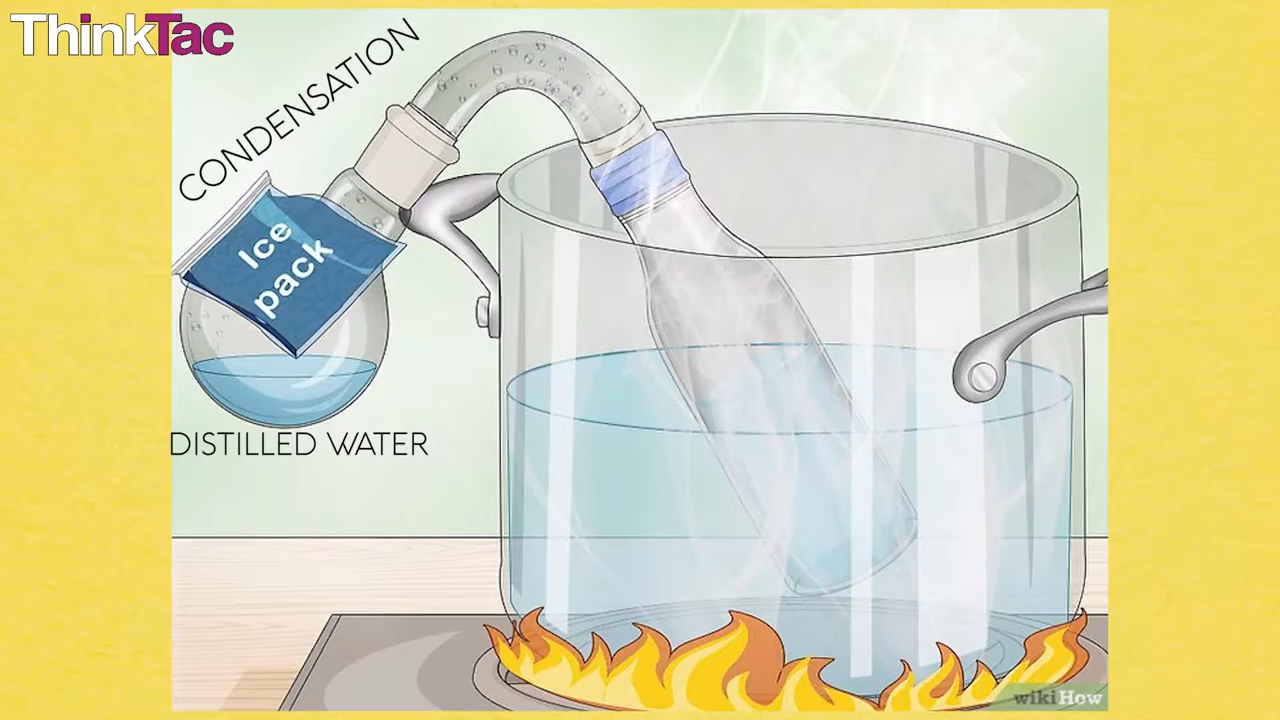 ThinkTac
CONDENSATION
Ice
pack
DISTILLED WATER
wikiHow